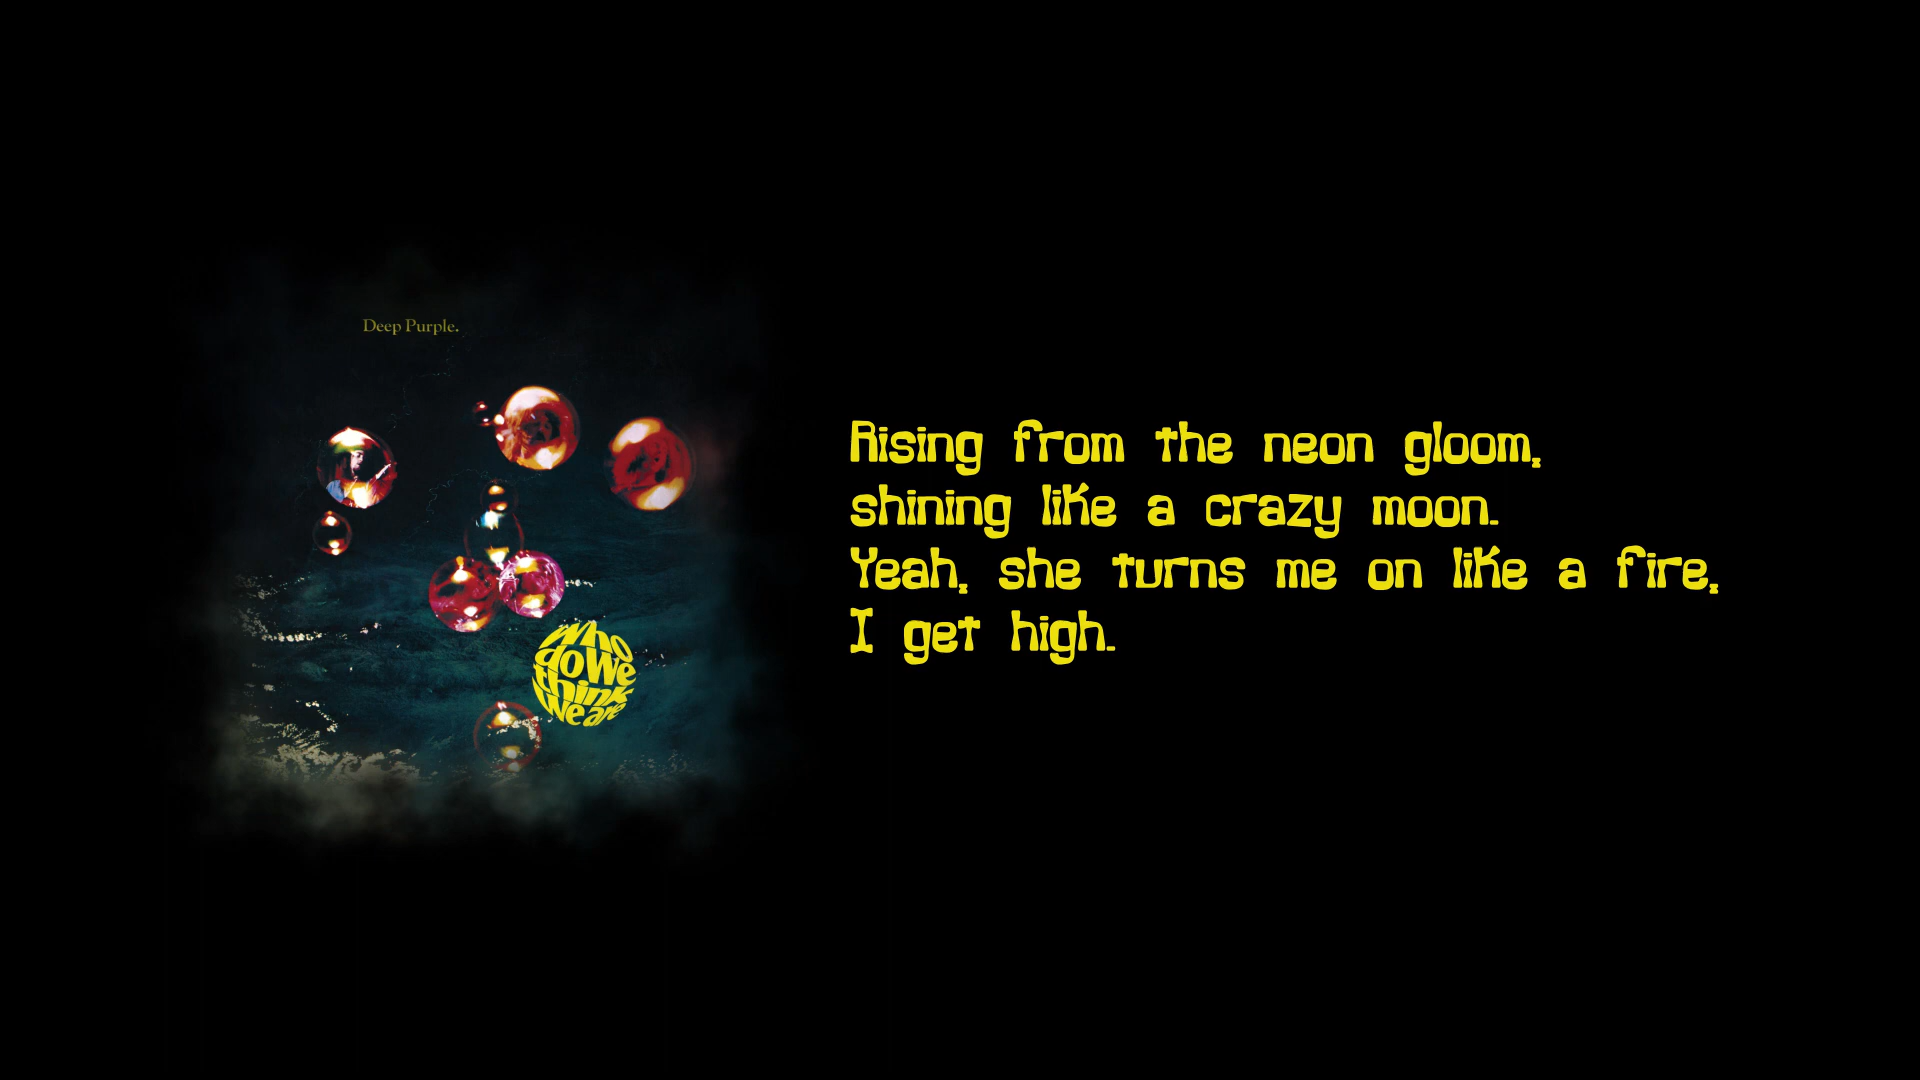 Deep Purple.
Who
do We
think
We are
Rising from the neon gloom,
shining like a crazy moon.
Yeah, she turns me on like a fire,
I get high.